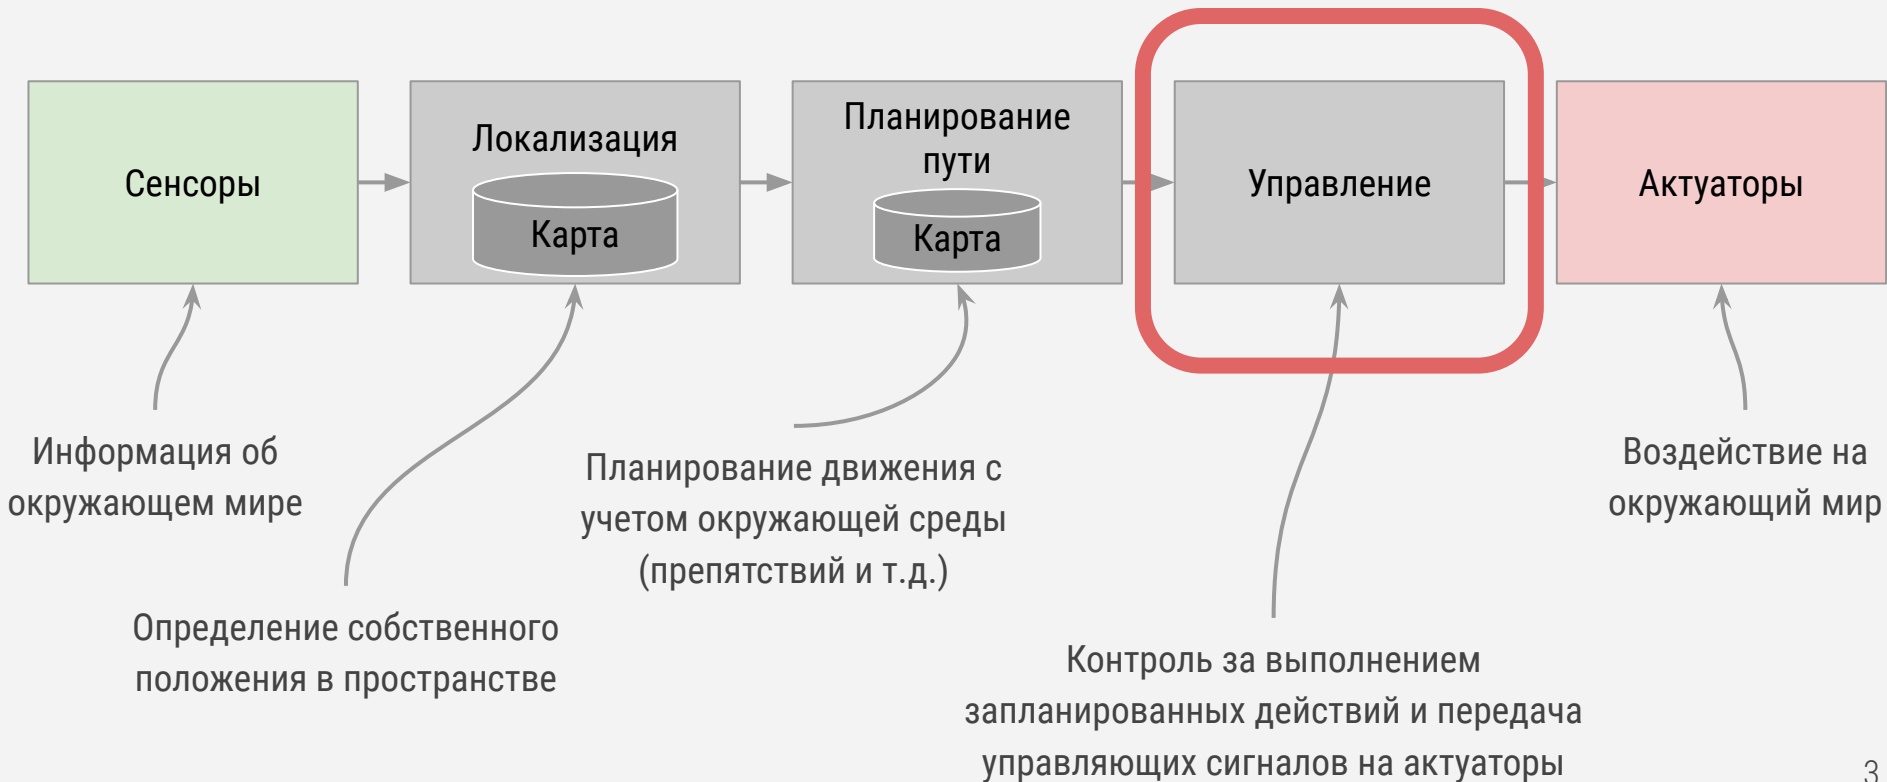 Сенсоры
Локализация
Карта
Планирование
пути
Карта
Управление
Актуаторы
Информация об
окружающем мире
Определение собственного
положения в пространстве
Планирование движения с
учетом окружающей среды
(препятствий и т.д.)
Контроль за выполнением
запланированных действий и передача
управляющих сигналов на актуаторы
Воздействие на
окружающий мир
3